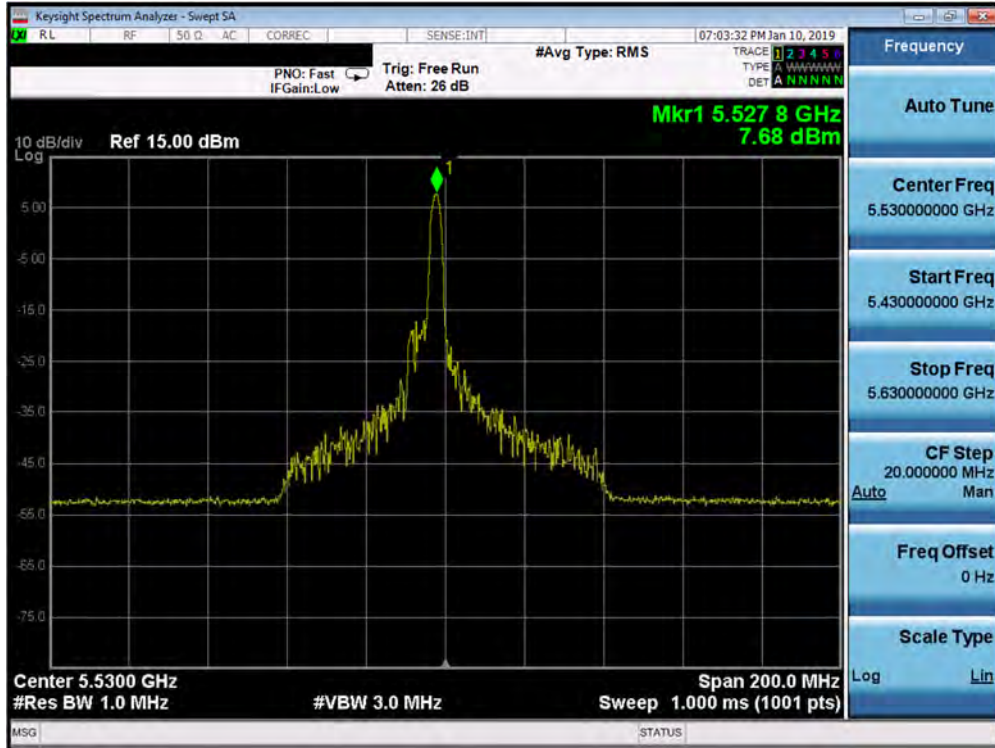 Keysight Spectrum Analyzer - Swept SA
RL RF 50 Ω AC CORREC SENSE:INT 07:03:32 PM Jan 10, 2019
#Avg Type: RMS
TRACE 1 2 3 4 5 6
PNO: Fast Trig: Free Run
TYPE A WWWWW
IFGain:Low Atten: 26 dB
DET A N N N N N
Mkr1 5.527 8 GHz
7.68 dBm
10 dB/div Ref 15.00 dBm
Log
1
5.00
-5.00
-15.0
-25.0
-35.0
-45.0
-55.0
-65.0
-75.0
Center 5.5300 GHz Span 200.0 MHz
#Res BW 1.0 MHz #VBW 3.0 MHz Sweep 1.000 ms (1001 pts)
MSG STATUS
Frequency
Auto Tune
Center Freq
5.530000000 GHz
Start Freq
5.430000000 GHz
Stop Freq
5.630000000 GHz
CF Step
20.000000 MHz
Auto Man
Freq Offset
0 Hz
Scale Type
Log Lin